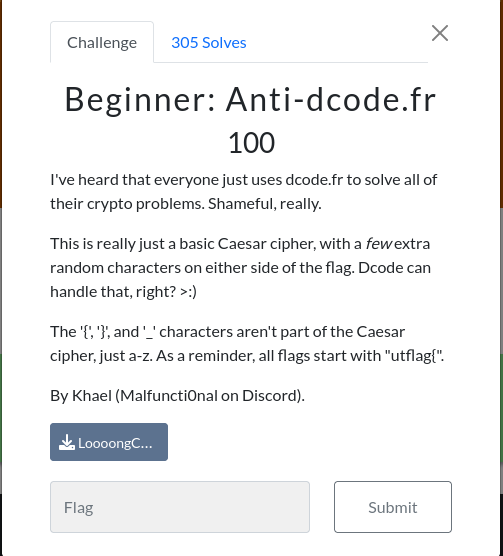 Challenge
305 Solves
Beginner: Anti-dcode.fr
100
I've heard that everyone just uses dcode.fr to solve all of
their crypto problems. Shameful, really.
This is really just a basic Caesar cipher, with a few extra
random characters on either side of the flag. Dcode can
handle that, right? >:)
The '{', '}', and '_' characters aren't part of the Caesar
cipher, just a-z. As a reminder, all flags start with "utflag{".
By Khael (Malfuncti0nal on Discord).
LoooongC...
Flag
Submit